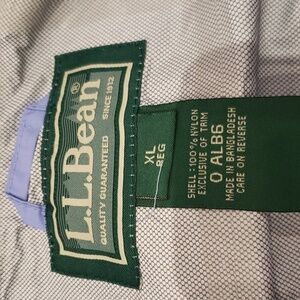 L.L.Bean®
QUALITY GUARANTEED SINCE 1912
XL
REG
SHELL: 100% NYLON
EXCLUSIVE OF TRIM
0 ALB6
MADE IN BANGLADESH
CARE ON REVERSE